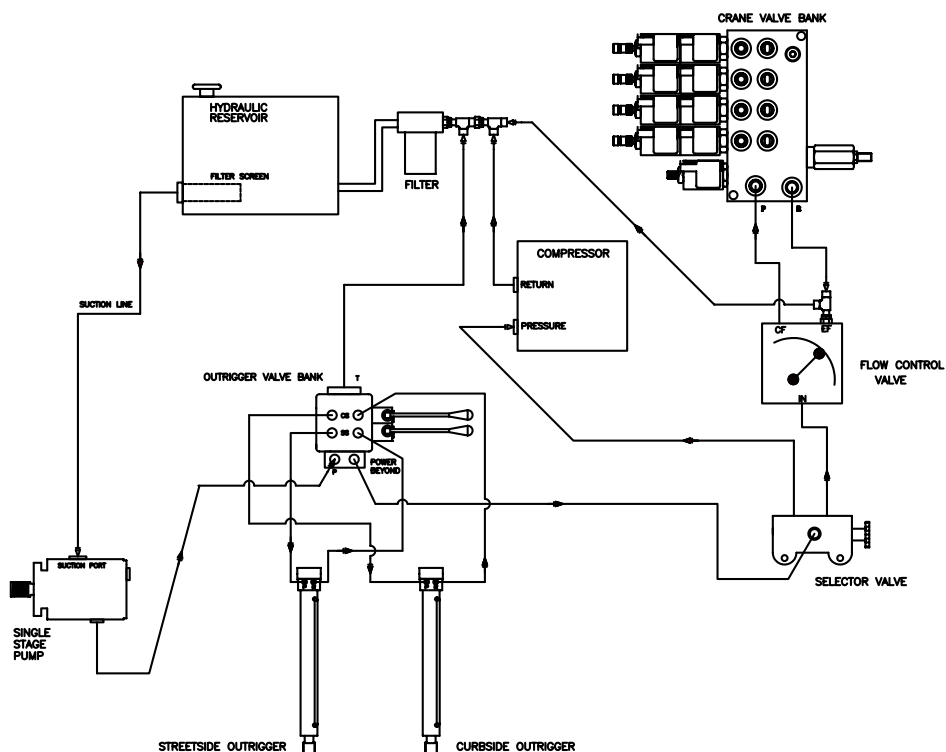 CRANE VALVE BANK
HYDRAULIC
RESERVOIR
FILTER SCREEN
FILTER
P
R
COMPRESSOR
RETURN
PRESSURE
SUCTION LINE
CF
EF
IN
FLOW CONTROL
VALVE
OUTRIGGER VALVE BANK
T
CS
SS
P
POWER
BEYOND
SUCTION PORT
SELECTOR VALVE
SINGLE
STAGE
PUMP
STREETSIDE OUTRIGGER
CURBSIDE OUTRIGGER